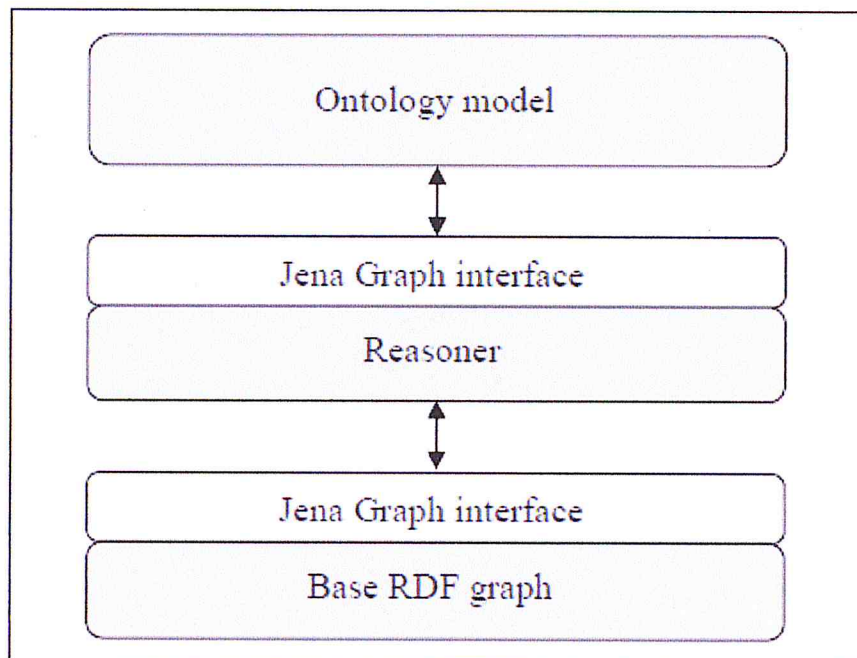 Ontology model
Jena Graph interface
Reasoner
Jena Graph interface
Base RDF graph